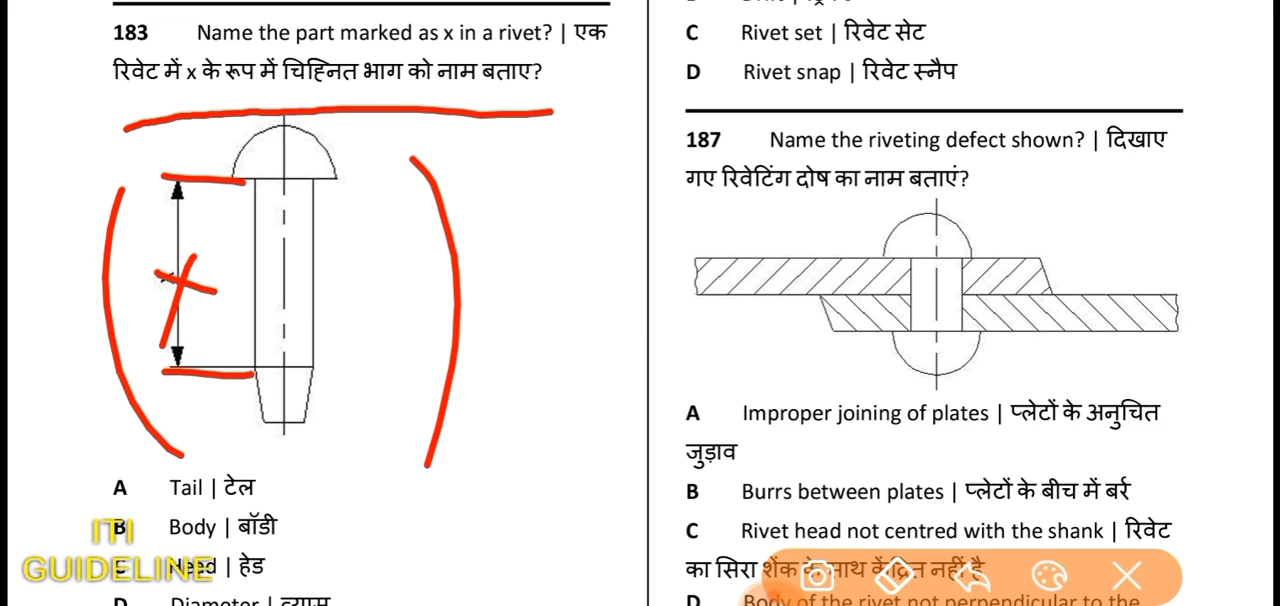 183 Name the part marked as x in a rivet? | एक
रिवेट में x के रूप में चिह्नित भाग को नाम बताए?
x
A Tail | टेल
B Body | बॉडी
| हेड
D Diameter | व्यास
ITI
GUIDELINE
C Rivet set | रिवेट सेट
D Rivet snap | रिवेट स्नैप
187 Name the riveting defect shown? | दिखाए
गए रिवेटिंग दोष का नाम बताएं?
A Improper joining of plates | प्लेटों के अनुचित
जुड़ाव
B Burrs between plates | प्लेटों के बीच में बर्र
C Rivet head not centred with the shank | रिवेट
का सिरा शेंक के साथ केंद्रित नहीं है
D Body of the rivet not perpendicular to the